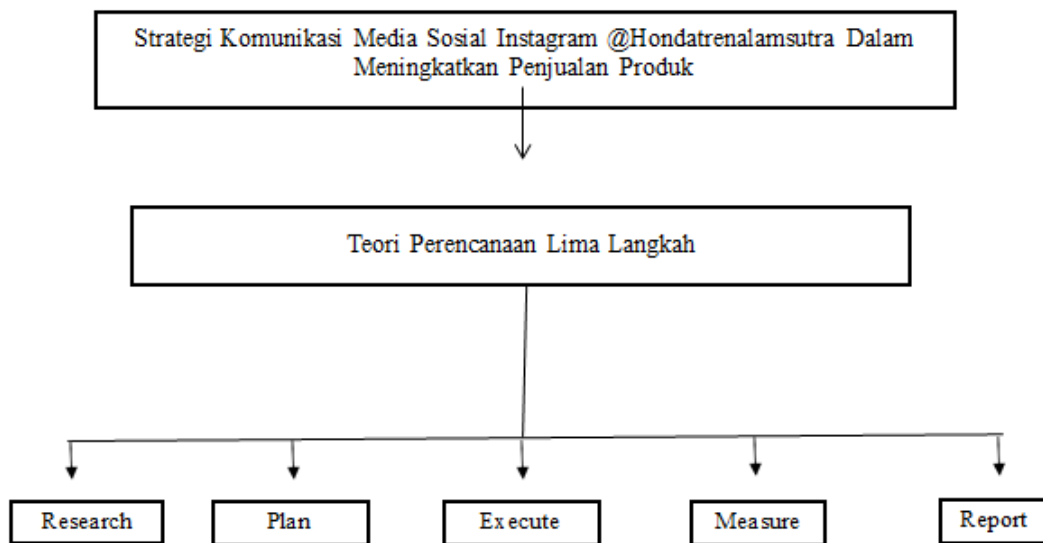 Strategi Komunikasi Media Sosial Instagram @Hondatrenalamsutra Dalam
Meningkatkan Penjualan Produk
Teori Perencanaan Lima Langkah
Research
Plan
Execute
Measure
Report